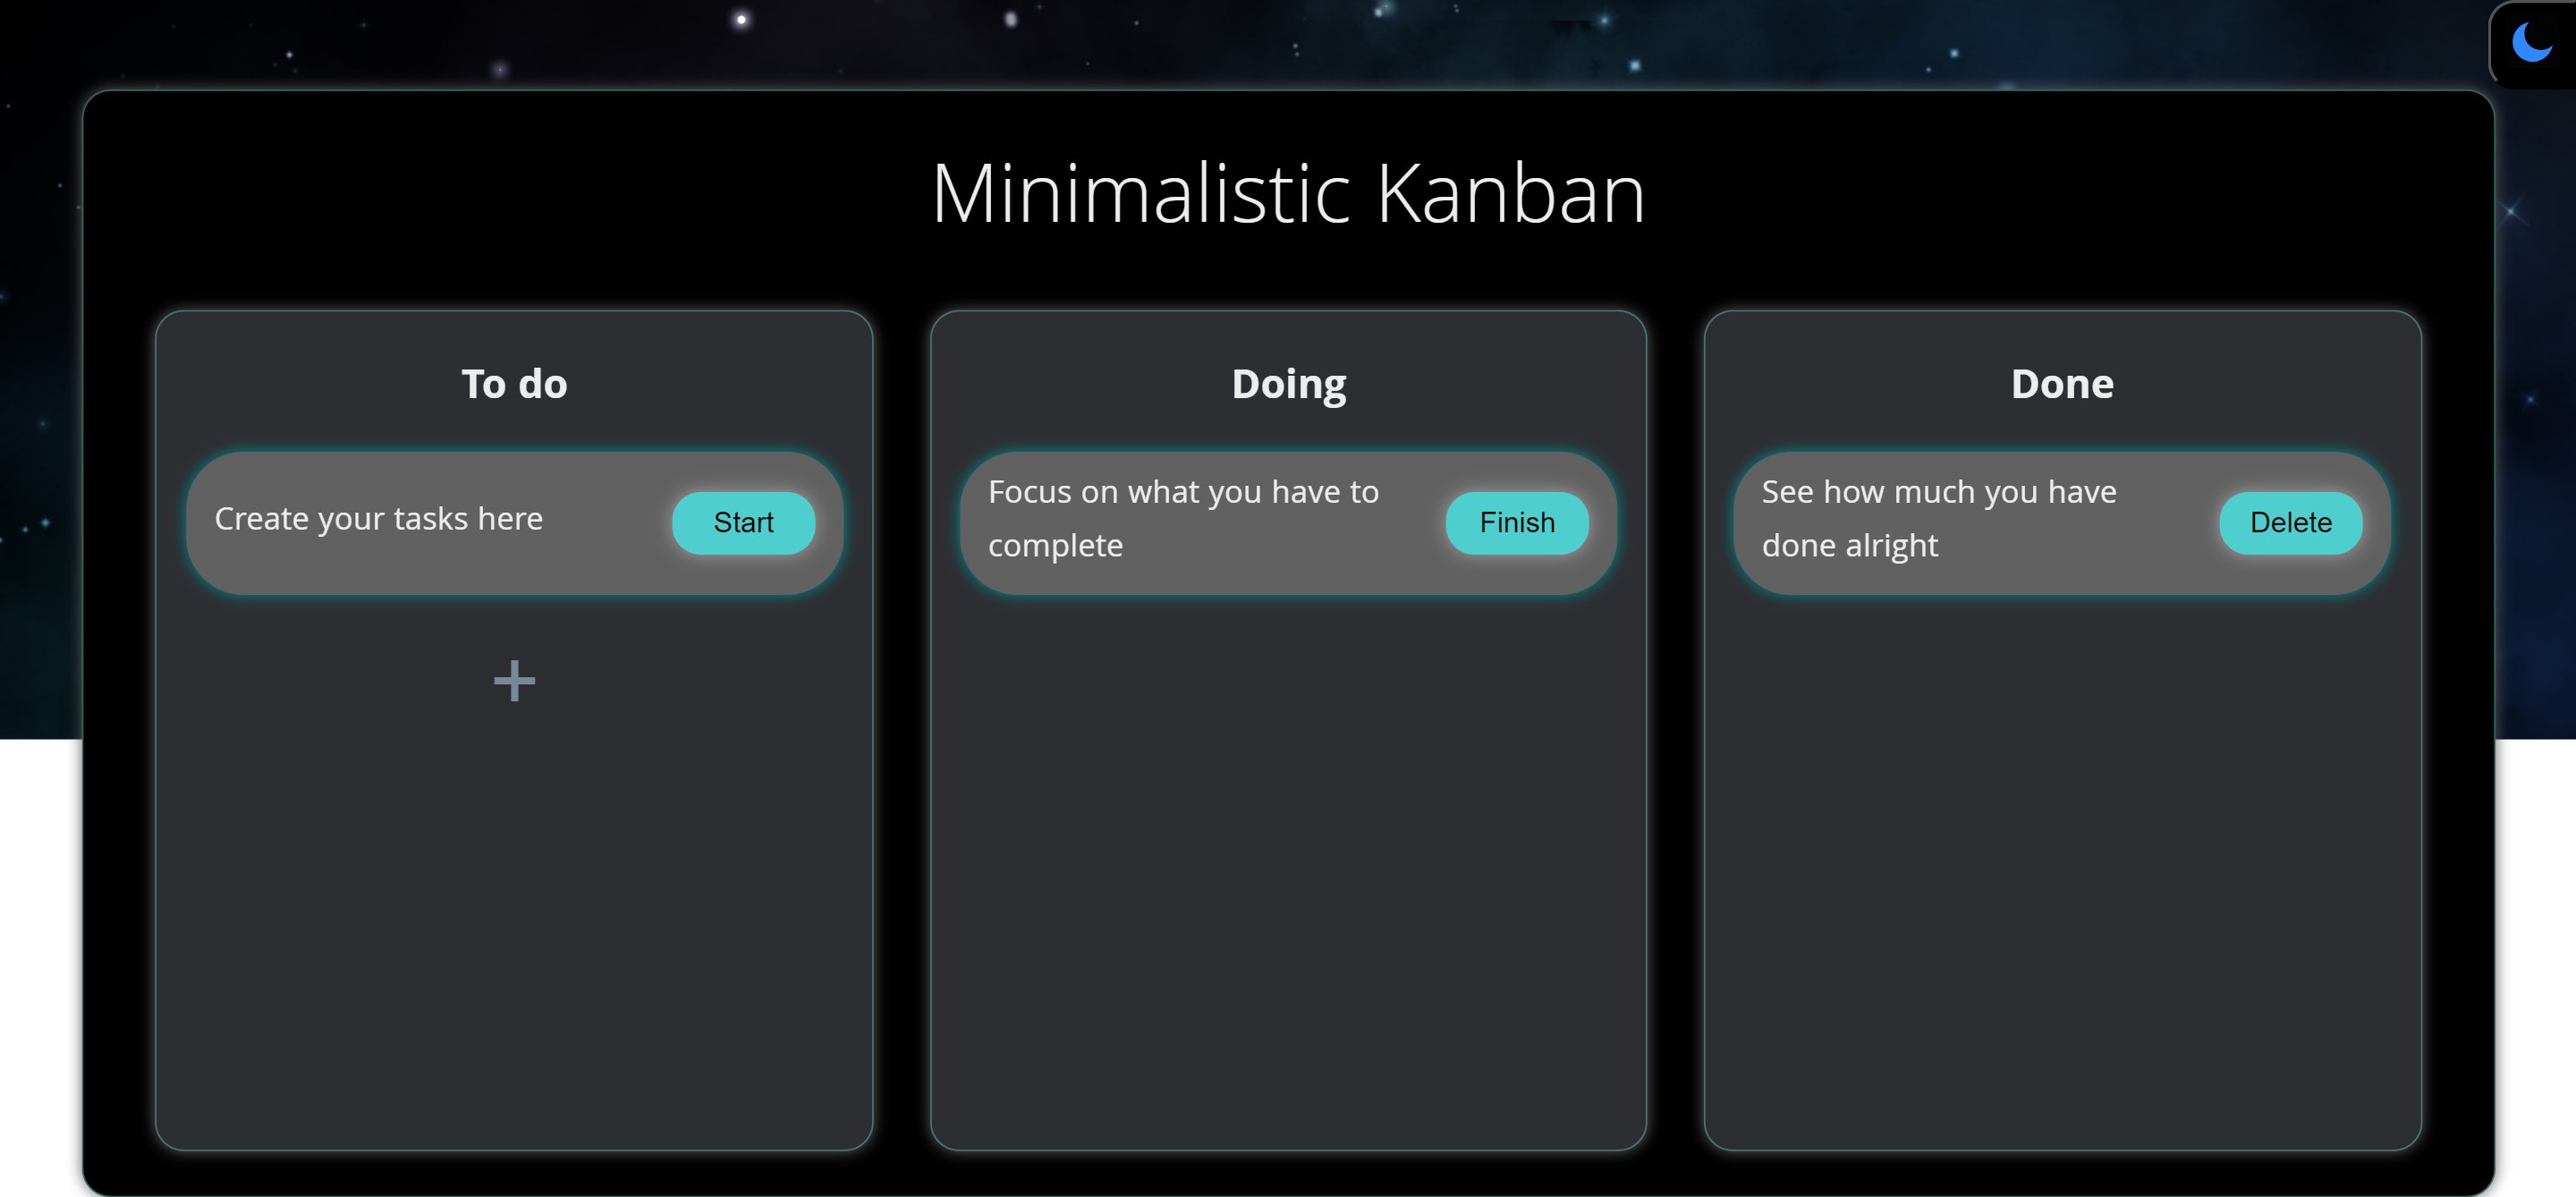 Minimalistic Kanban
To do
Create your tasks here
Start
Doing
Focus on what you have to
complete
Finish
Done
See how much you have
done alright
Delete